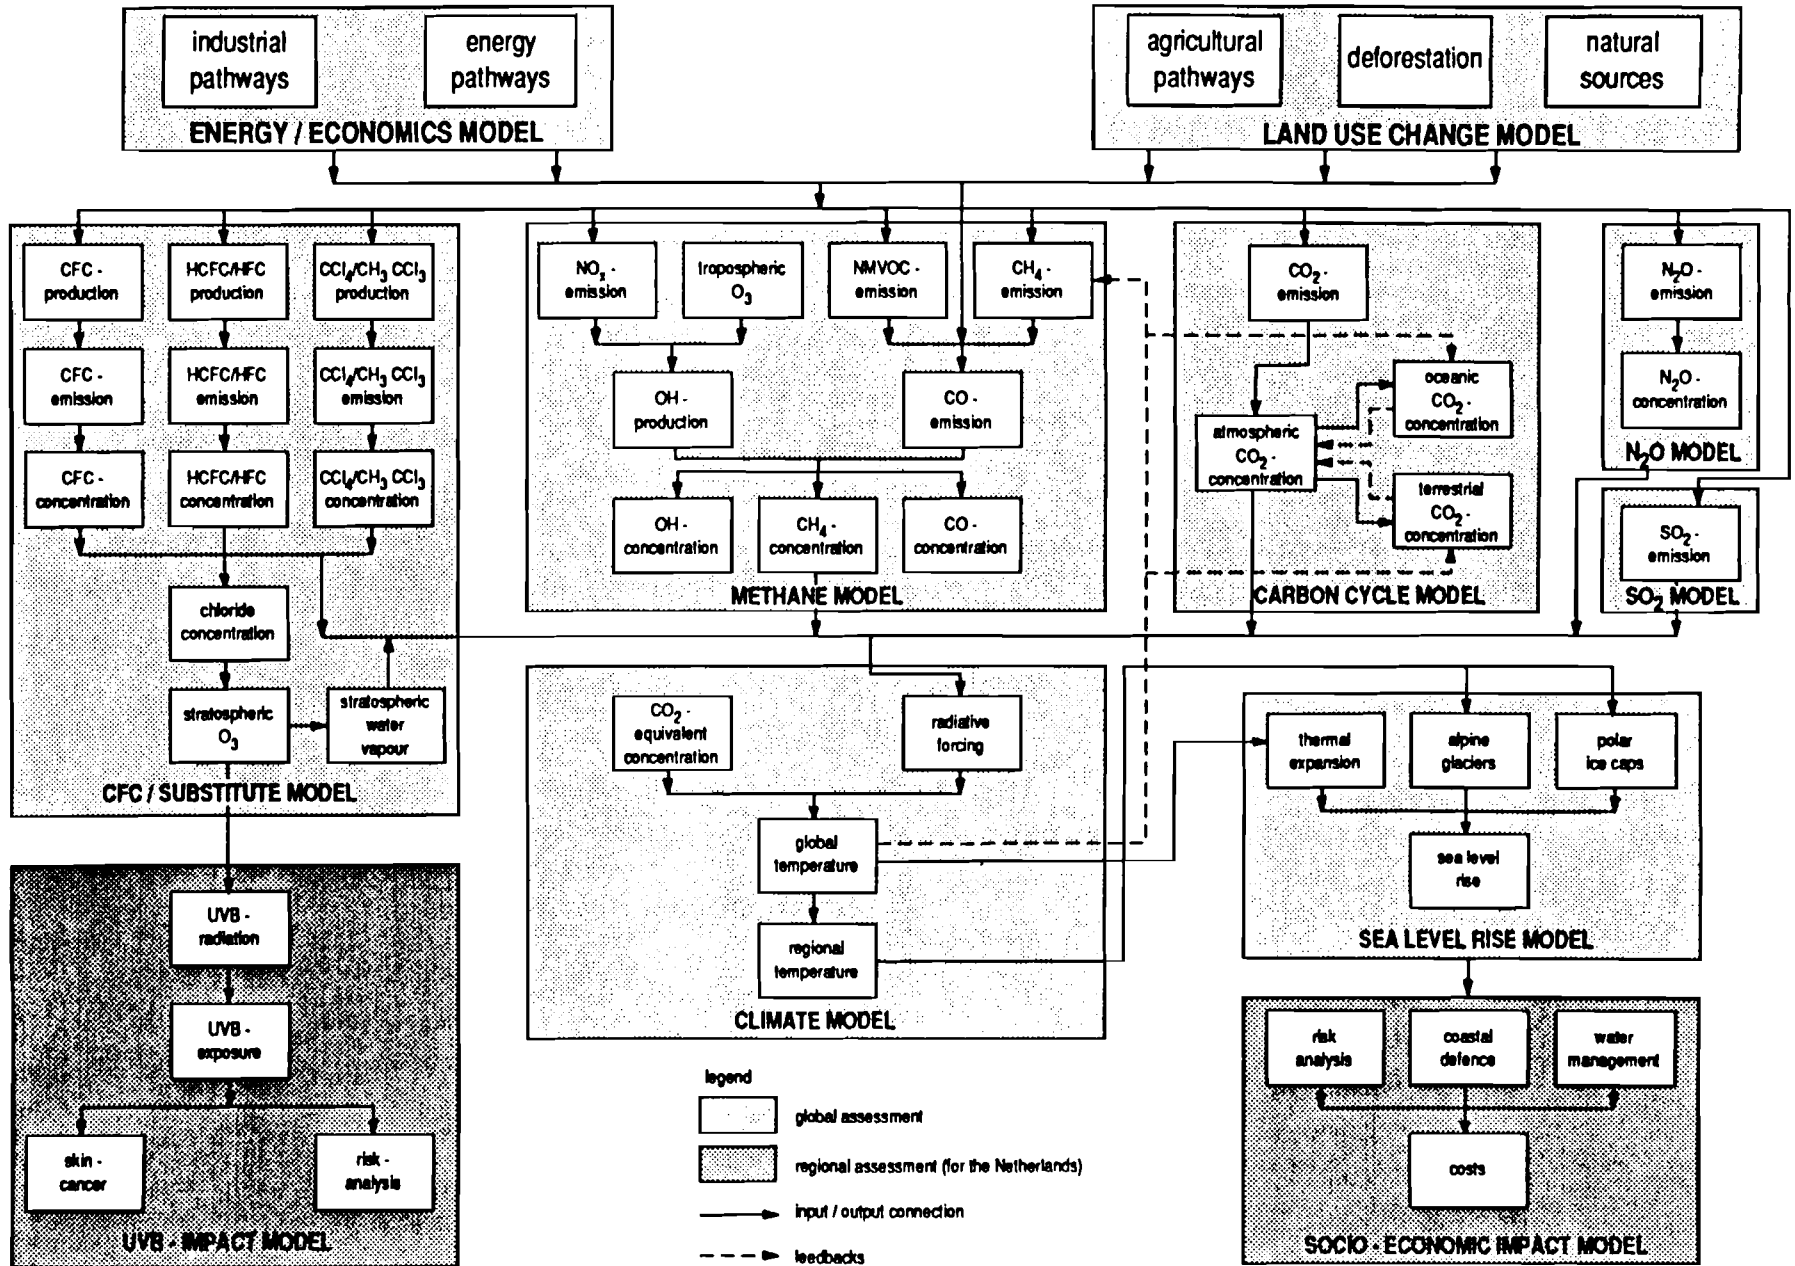 industrial
pathways
energy
pathways
ENERGY / ECONOMICS MODEL
agricultural
pathways
deforestation
natural
sources
LAND USE CHANGE MODEL
CFC -
production
HCFC/HFC
production
CCl4/CH3 CCl3
production
CFC -
emission
HCFC/HFC
emission
CCl4/CH3 CCl3
emission
CFC -
concentration
HCFC/HFC
concentration
CCl4/CH3 CCl3
concentration
chloride
concentration
stratospheric
O3
stratospheric
water
vapour
CFC / SUBSTITUTE MODEL
NOx -
emission
tropospheric
O3
NMVOC -
emission
CH4 -
emission
OH -
production
CO -
emission
OH -
concentration
CH4 -
concentration
CO -
concentration
METHANE MODEL
CO2 -
emission
atmospheric
CO2 -
concentration
oceanic
CO2 -
concentration
terrestrial
CO2 -
concentration
CARBON CYCLE MODEL
N2O -
emission
N2O -
concentration
N2O MODEL
SO2 -
emission
SO2 MODEL
CO2 -
equivalent
concentration
radiative
forcing
global
temperature
regional
temperature
CLIMATE MODEL
thermal
expansion
alpine
glaciers
polar
ice caps
sea level
rise
SEA LEVEL RISE MODEL
UVB -
radiation
UVB -
exposure
skin -
cancer
risk -
analysis
UVB - IMPACT MODEL
risk
analysis
coastal
defence
water
management
costs
SOCIO - ECONOMIC IMPACT MODEL
legend
global assessment
regional assessment (for the Netherlands)
input / output connection
feedbacks